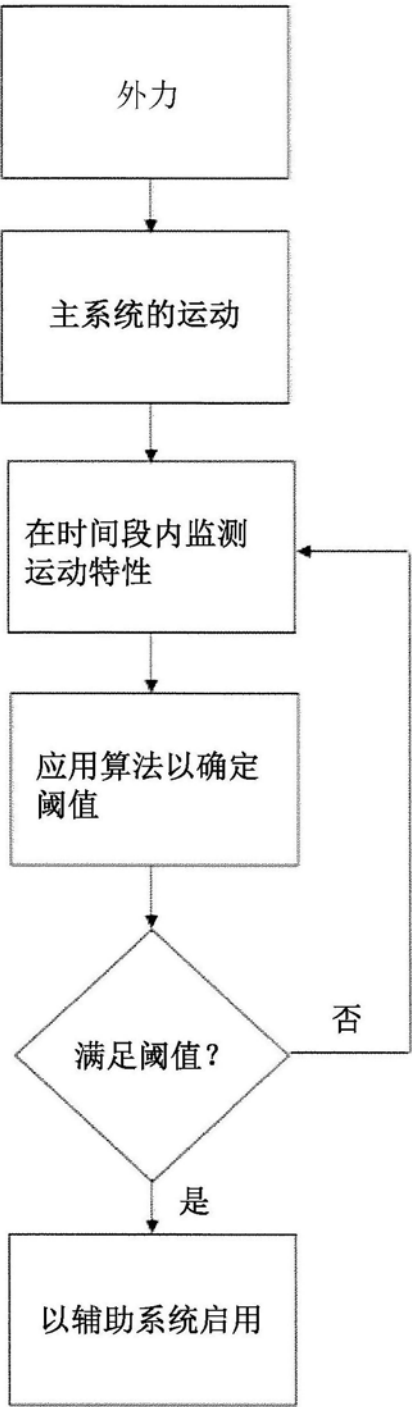 外力
主系统的运动
在时间段内监测
运动特性
应用算法以确定
阈值
满足阈值？
否
是
以辅助系统启用